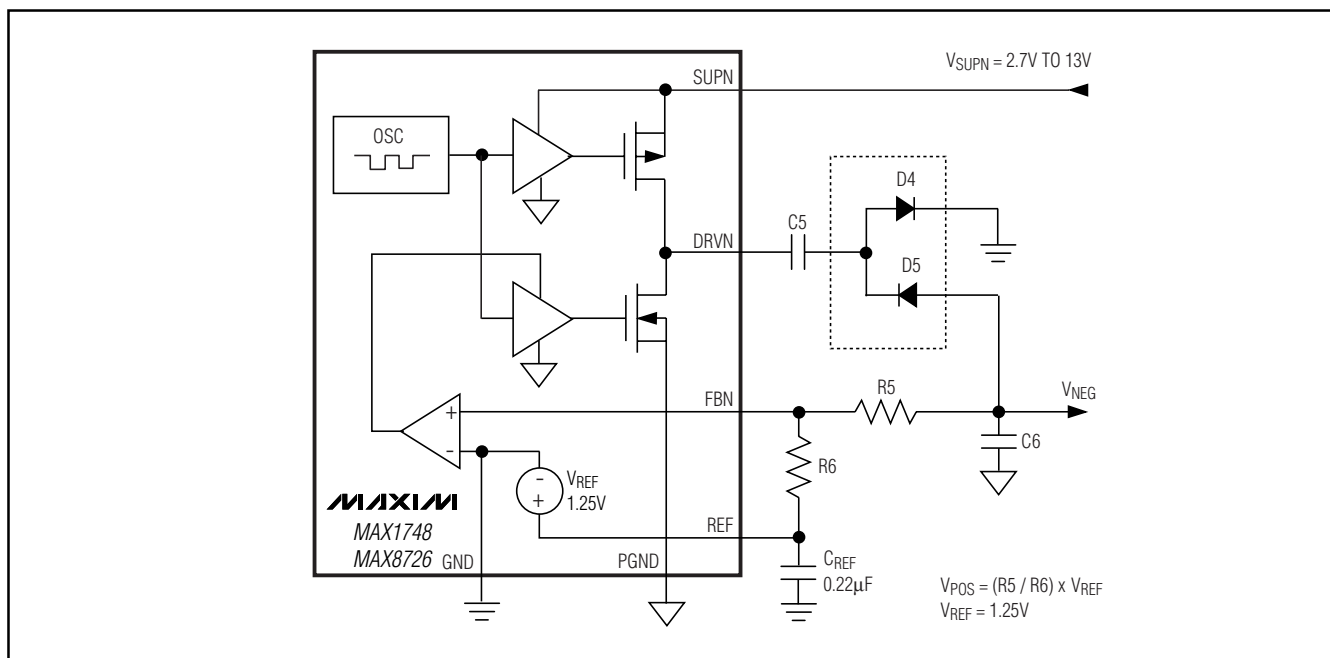 SUPN
V_SUPN = 2.7V TO 13V
OSC
D4
C5
DRVN
D5
FBN
R5
V_NEG
+
-
C6
R6
-
V_REF
+
1.25V
MAXIM
MAX1748
MAX8726
REF
GND
PGND
C_REF
0.22µF
V_POS = (R5 / R6) x V_REF
V_REF = 1.25V